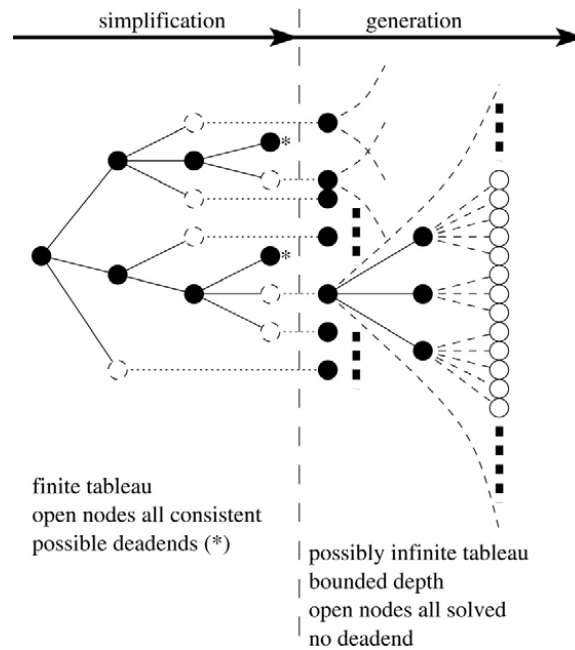 simplification
generation
*
*
finite tableau
open nodes all consistent
possible deadends (*)
possibly infinite tableau
bounded depth
open nodes all solved
no deadend